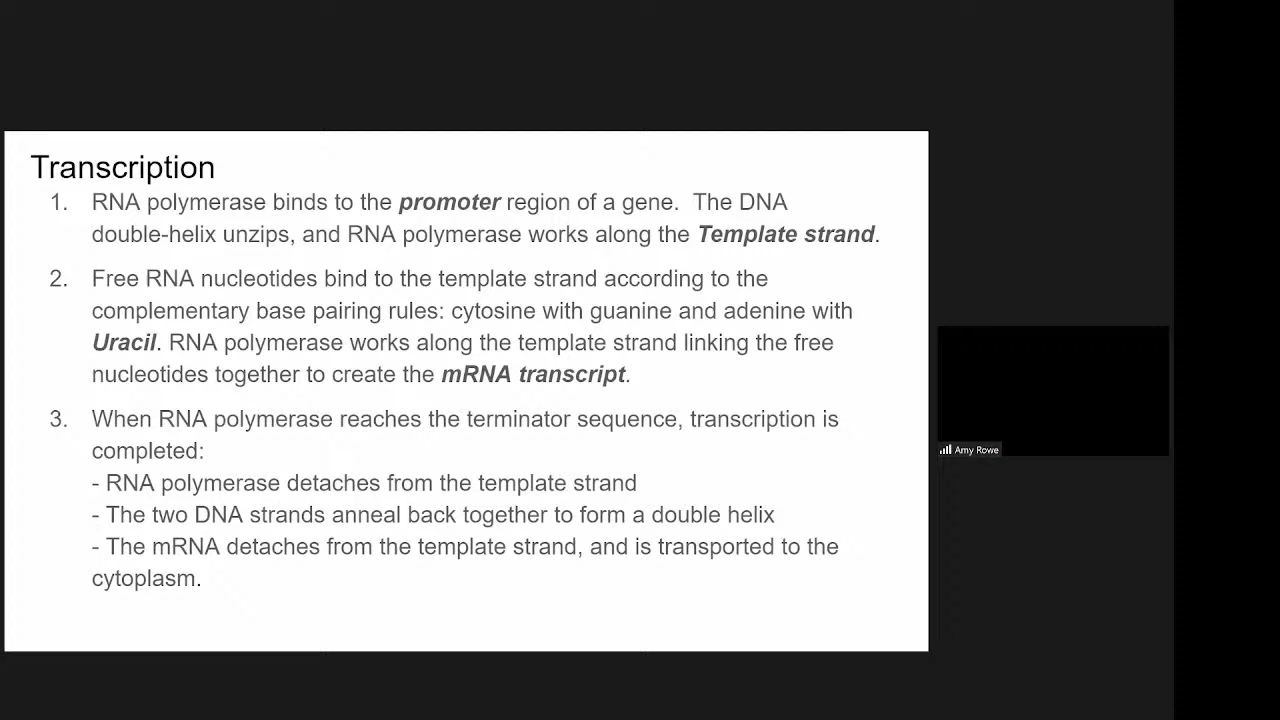 Transcription
1. RNA polymerase binds to the promoter region of a gene.  The DNA
double-helix unzips, and RNA polymerase works along the Template strand.
2. Free RNA nucleotides bind to the template strand according to the
complementary base pairing rules: cytosine with guanine and adenine with
Uracil. RNA polymerase works along the template strand linking the free
nucleotides together to create the mRNA transcript.
3. When RNA polymerase reaches the terminator sequence, transcription is
completed:
- RNA polymerase detaches from the template strand
- The two DNA strands anneal back together to form a double helix
- The mRNA detaches from the template strand, and is transported to the
cytoplasm.
Amy Rowe